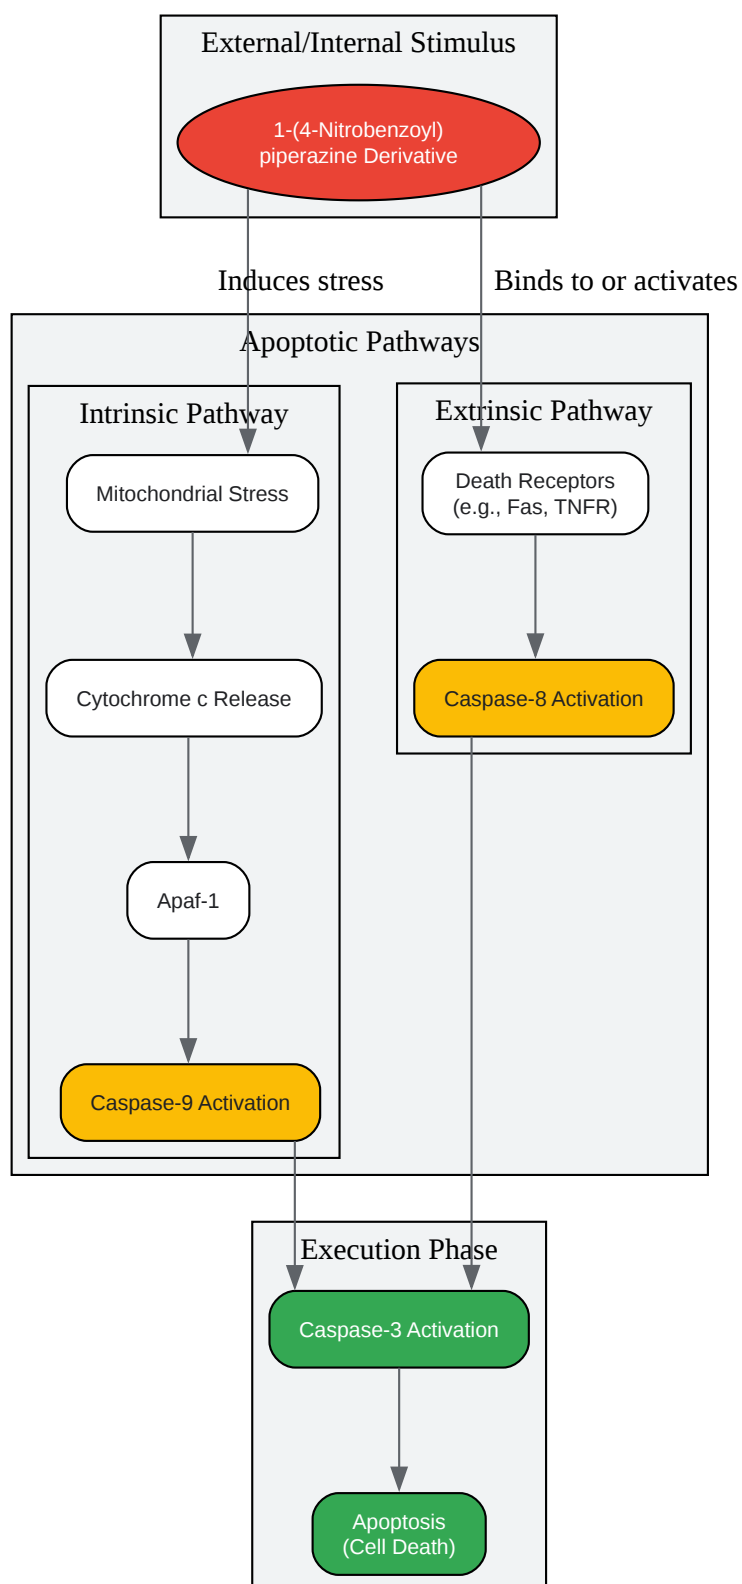 External/Internal Stimulus
1-(4-Nitrobenzoyl)
piperazine Derivative
Induces stress
Binds to or activates
Apoptotic Pathways
Intrinsic Pathway
Extrinsic Pathway
Mitochondrial Stress
Death Receptors
(e.g., Fas, TNFR)
Cytochrome c Release
Caspase-8 Activation
Apaf-1
Caspase-9 Activation
Execution Phase
Caspase-3 Activation
Apoptosis
(Cell Death)